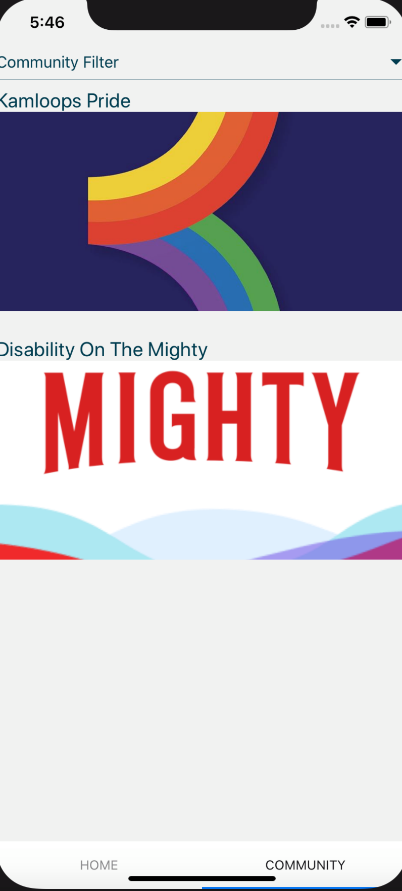 5:46
Community Filter
Kamloops Pride
Disability On The Mighty
MIGHTY
HOME
COMMUNITY